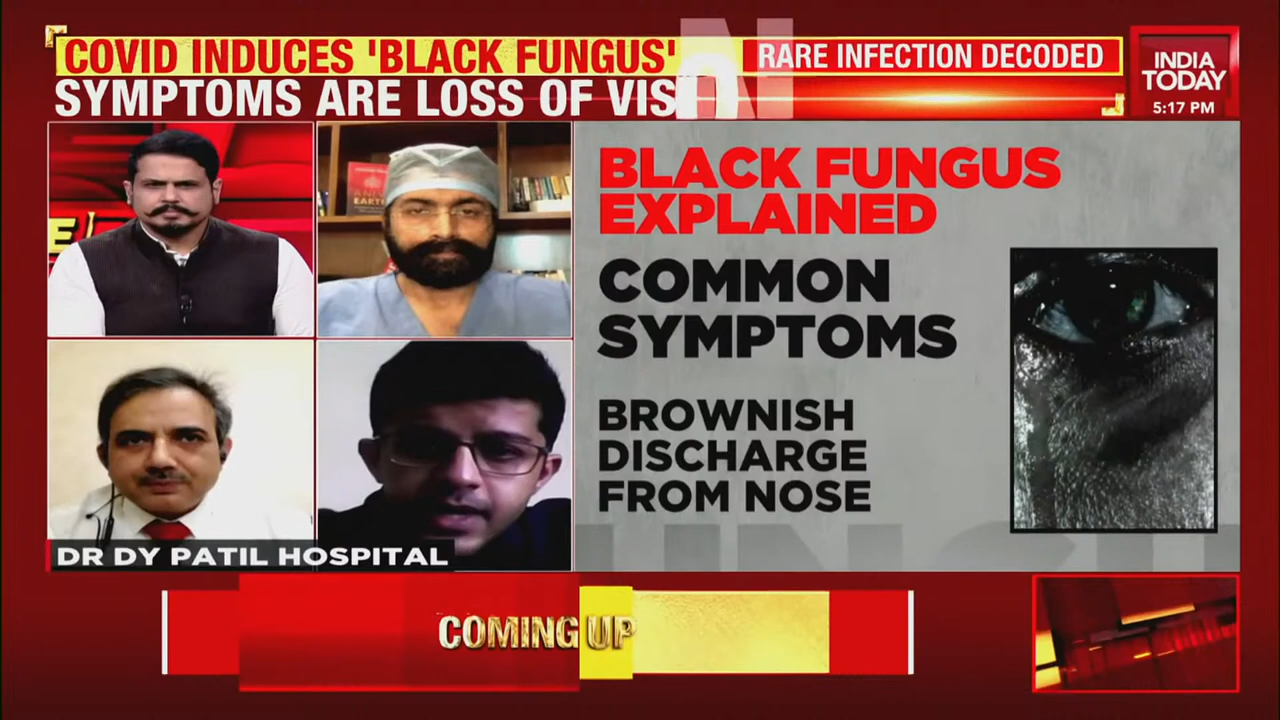 COVID INDUCES 'BLACK FUNGUS'
RARE INFECTION DECODED
SYMPTOMS ARE LOSS OF
INDIA
TODAY
5:17 PM
BLACK FUNGUS
EXPLAINED
COMMON
SYMPTOMS
BROWNISH
DISCHARGE
FROM NOSE
DR DY PATIL HOSPITAL
COMING UP